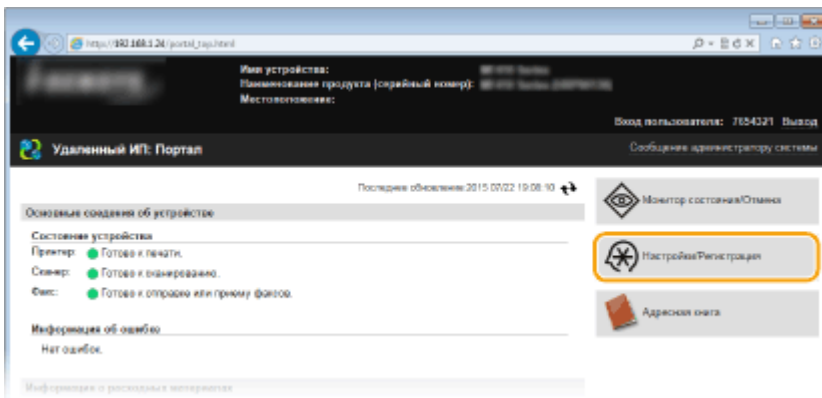 http://192.168.1.24/portal_top.html
Имя устройства:
Наименование продукта (серийный номер):
Местоположение:
Вход пользователя: 7654321 Выход
Удаленный ИП: Портал
Сообщение администратору системы
Последнее обновление:2015 07/22 19:08:10
Монитор состояния/Отмена
Основные сведения об устройстве
Состояние устройства
Принтер: Готово к печати.
Настройки/Регистрация
Сканер: Готово к сканированию.
Факс: Готово к отправке или приему факсов.
Адресная книга
Информация об ошибке
Нет ошибок.
Информация о расходных материалах